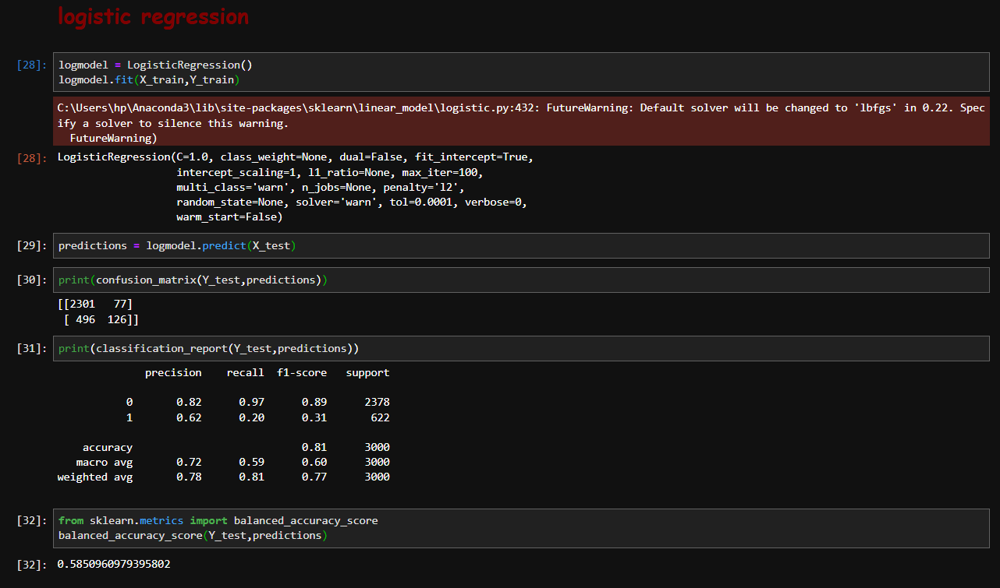 logistic regression
[28]: logmodel = LogisticRegression()
logmodel.fit(X_train,Y_train)
C:\Users\hp\Anaconda3\lib\site-packages\sklearn\linear_model\logistic.py:432: FutureWarning: Default solver will be changed to 'lbfgs' in 0.22. Spec
ify a solver to silence this warning.
  FutureWarning)
[28]: LogisticRegression(C=1.0, class_weight=None, dual=False, fit_intercept=True,
                   intercept_scaling=1, l1_ratio=None, max_iter=100,
                   multi_class='warn', n_jobs=None, penalty='l2',
                   random_state=None, solver='warn', tol=0.0001, verbose=0,
                   warm_start=False)
[29]: predictions = logmodel.predict(X_test)
[30]: print(confusion_matrix(Y_test,predictions))
[[2301   77]
 [ 496  126]]
[31]: print(classification_report(Y_test,predictions))
              precision    recall  f1-score   support
           0       0.82      0.97      0.89      2378
           1       0.62      0.20      0.31       622
    accuracy                           0.81      3000
   macro avg       0.72      0.59      0.60      3000
weighted avg       0.78      0.81      0.77      3000
[32]: from sklearn.metrics import balanced_accuracy_score
balanced_accuracy_score(Y_test,predictions)
[32]: 0.5850960979395802